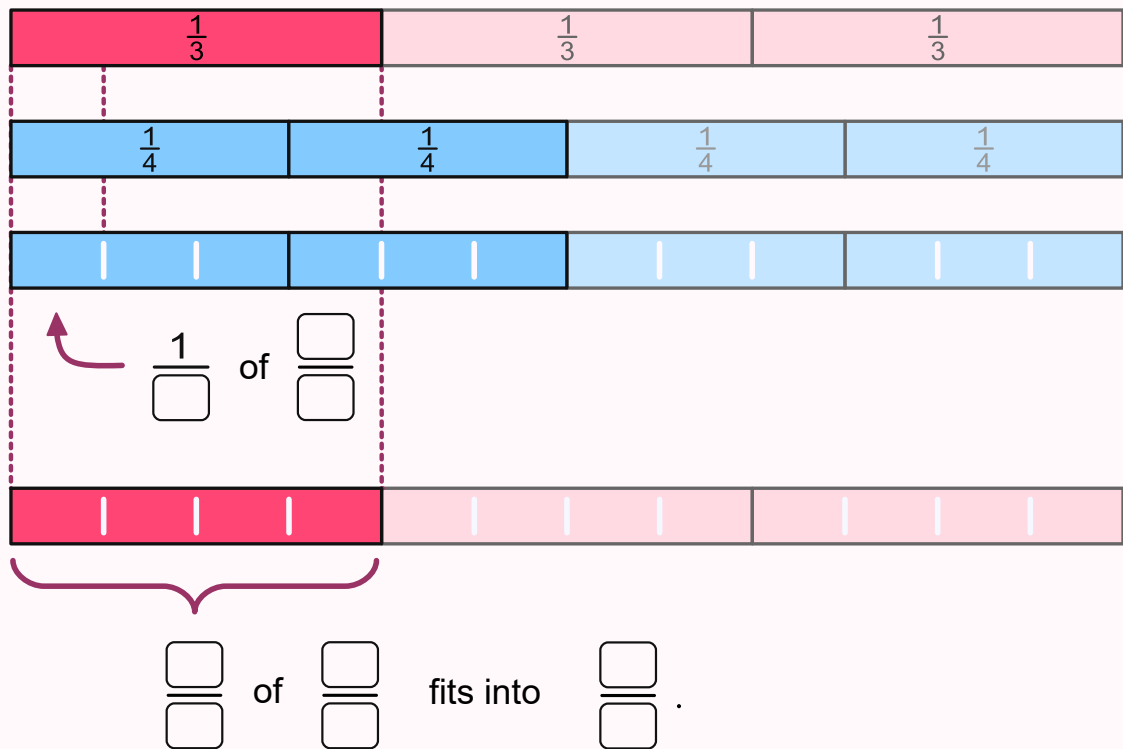 1/3 1/3 1/3
1/4 1/4 1/4 1/4
1/□ of □/□
□/□ of □/□ fits into □/□ .